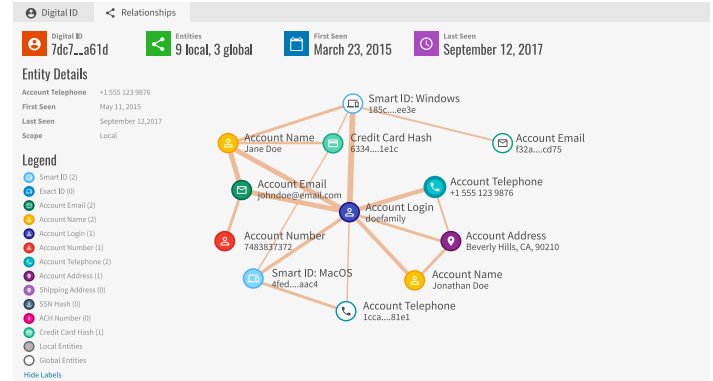 Digital ID
Relationships
Digital ID
7dc7__a61d
Entities
9 local, 3 global
First Seen
March 23, 2015
Last Seen
September 12, 2017
Entity Details
Account Telephone +1 555 123 9876
First Seen May 11, 2015
Last Seen September 12,2017
Scope Local
Legend
Smart ID (2)
Exact ID (0)
Account Email (2)
Account Name (2)
Account Login (1)
Account Number (1)
Account Telephone (2)
Account Address (1)
Shipping Address (0)
SSN Hash (0)
ACH Number (0)
Credit Card Hash (1)
Local Entities
Global Entities
Hide Labels
Smart ID: Windows
185c....ee3e
Account Name
Jane Doe
Credit Card Hash
6334....1e1c
Account Email
f32a....cd75
Account Email
johndoe@email.com
Account Telephone
+1 555 123 9876
Account Login
doefamily
Account Number
7483837372
Account Address
Beverly Hills, CA, 90210
Smart ID: MacOS
4fed....aac4
Account Name
Jonathan Doe
Account Telephone
1cca....81e1